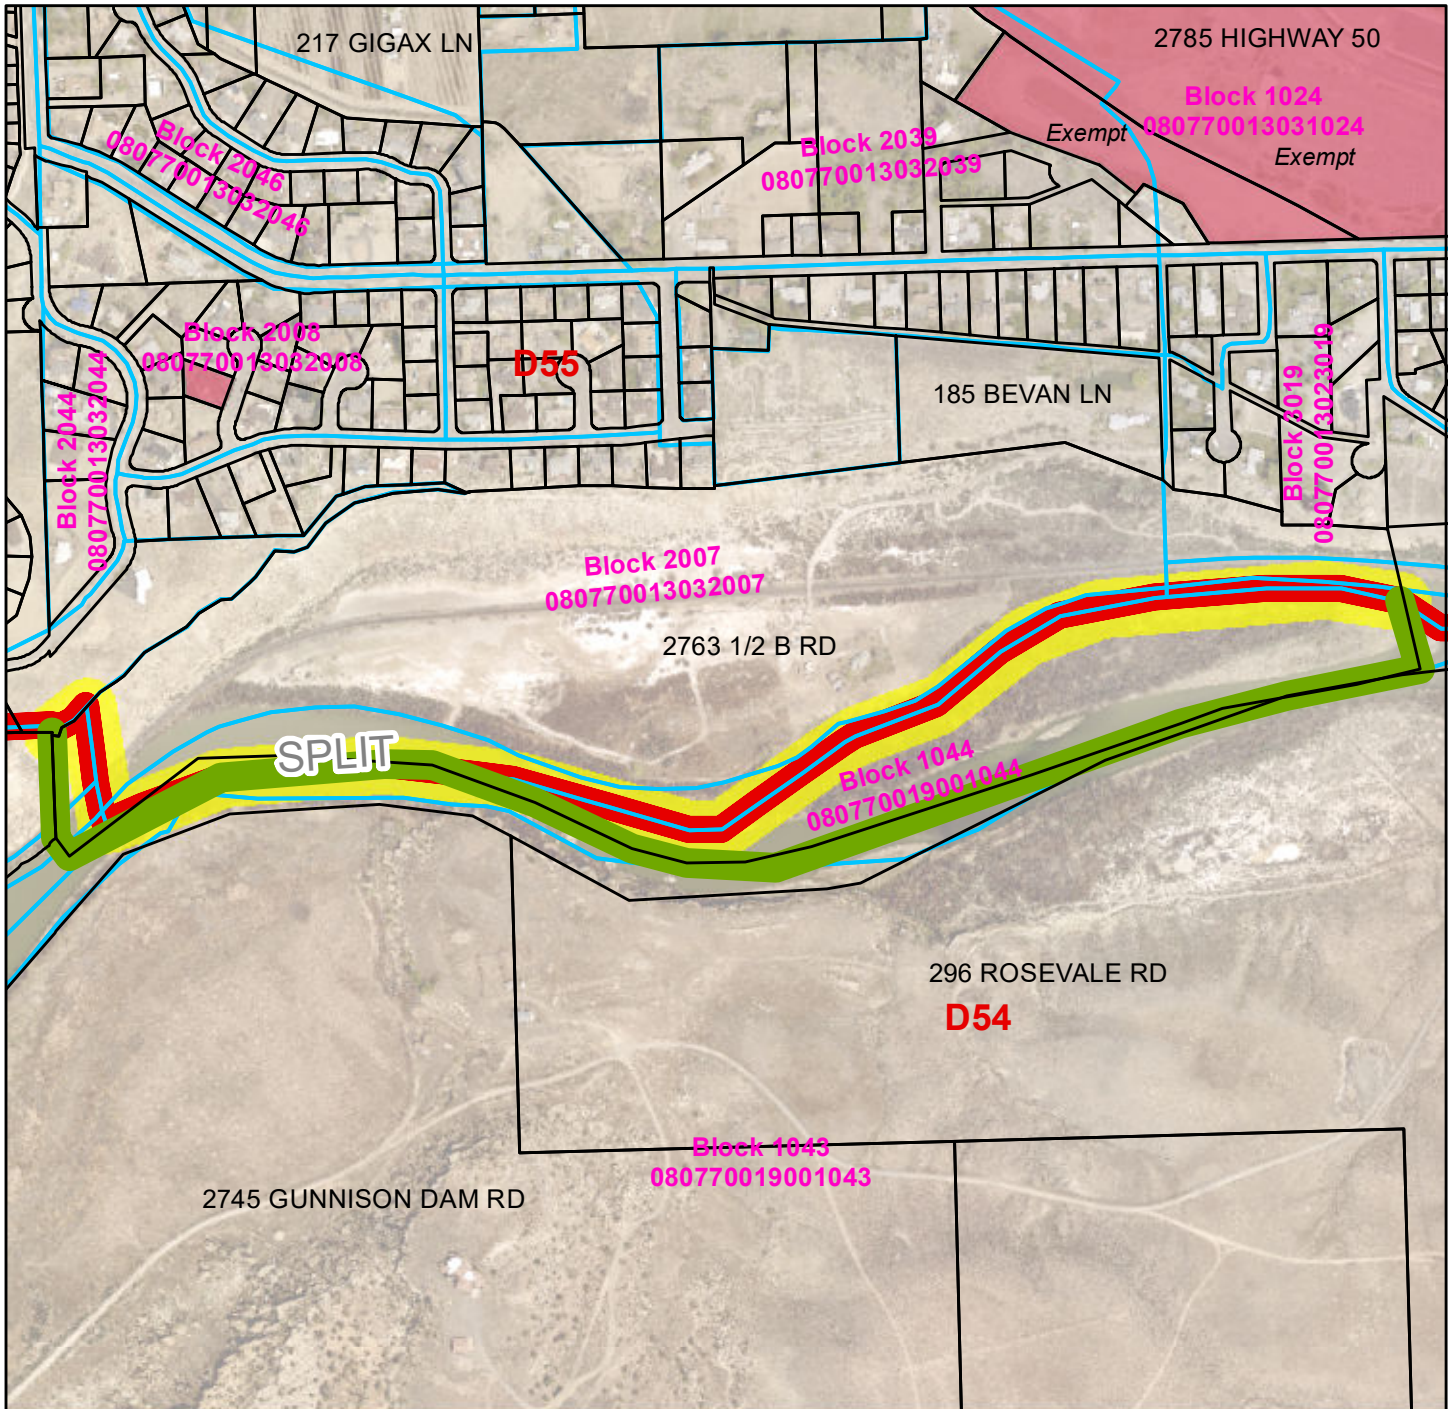 217 GIGAX LN
2785 HIGHWAY 50
Block 1024
080770013031024
Exempt
Exempt
Block 2046
080770013032046
Block 2039
080770013032039
Block 2008
080770013032008
D55
185 BEVAN LN
Block 2044
080770013032044
Block 3019
080770013023019
Block 2007
080770013032007
2763 1/2 B RD
SPLIT
Block 1044
080770019001044
296 ROSEVALE RD
D54
Block 1043
080770019001043
2745 GUNNISON DAM RD